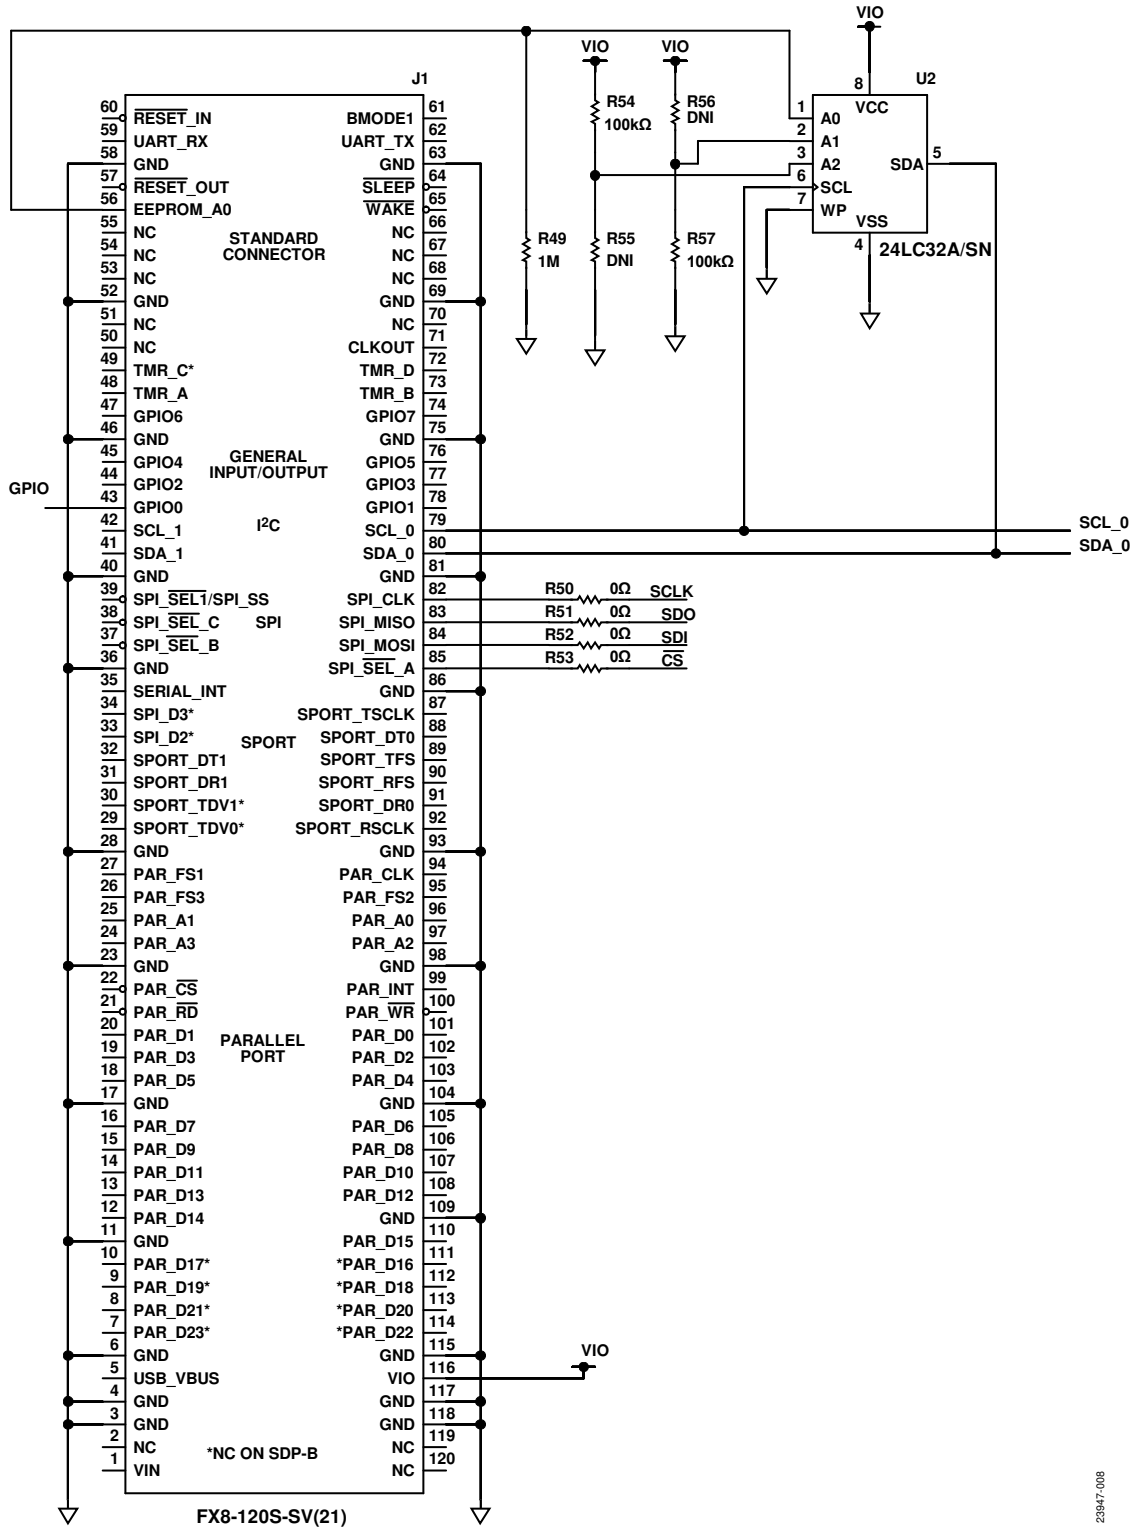 VIO
VIO VIO
J1 U2
R54
100kΩ
R56
DNI
8
VCC
1 A0
2 A1
3 A2
6 SCL
7 WP
SDA 5
VSS
4
24LC32A/SN
R49
1M
R55
DNI
R57
100kΩ
60 RESET_IN BMODE1 61
59 UART_RX UART_TX 62
58 GND GND 63
57 RESET_OUT SLEEP 64
56 EEPROM_A0 WAKE 65
55 NC NC 66
STANDARD
CONNECTOR
54 NC NC 67
53 NC NC 68
52 GND GND 69
51 NC NC 70
50 NC CLKOUT 71
49 TMR_C* TMR_D 72
48 TMR_A TMR_B 73
47 GPIO6 GPIO7 74
46 GND GND 75
GENERAL
INPUT/OUTPUT
45 GPIO4 GPIO5 76
44 GPIO2 GPIO3 77
GPIO 43 GPIO0 GPIO1 78
42 SCL_1 I2C SCL_0 79 SCL_0
41 SDA_1 SDA_0 80 SDA_0
40 GND GND 81
39 SPI_SEL1/SPI_SS SPI_CLK 82 R50 0Ω SCLK
38 SPI_SEL_C SPI SPI_MISO 83 R51 0Ω SDO
37 SPI_SEL_B SPI_MOSI 84 R52 0Ω SDI
36 GND SPI_SEL_A 85 R53 0Ω CS
35 SERIAL_INT GND 86
34 SPI_D3* SPORT_TSCLK 87
33 SPI_D2* SPORT SPORT_DT0 88
32 SPORT_DT1 SPORT_TFS 89
31 SPORT_DR1 SPORT_RFS 90
30 SPORT_TDV1* SPORT_DR0 91
29 SPORT_TDV0* SPORT_RSCLK 92
28 GND GND 93
27 PAR_FS1 PAR_CLK 94
26 PAR_FS3 PAR_FS2 95
25 PAR_A1 PAR_A0 96
24 PAR_A3 PAR_A2 97
23 GND GND 98
22 PAR_CS PAR_INT 99
21 PAR_RD PAR_WR 100
20 PAR_D1 PAR_D0 101
PARALLEL
PORT
19 PAR_D3 PAR_D2 102
18 PAR_D5 PAR_D4 103
17 GND GND 104
16 PAR_D7 PAR_D6 105
15 PAR_D9 PAR_D8 106
14 PAR_D11 PAR_D10 107
13 PAR_D13 PAR_D12 108
12 PAR_D14 GND 109
11 GND PAR_D15 110
10 PAR_D17* *PAR_D16 111
9 PAR_D19* *PAR_D18 112
8 PAR_D21* *PAR_D20 113
7 PAR_D23* *PAR_D22 114
6 GND GND 115
5 USB_VBUS VIO 116 VIO
4 GND GND 117
3 GND GND 118
2 NC NC 119
*NC ON SDP-B
1 VIN NC 120
FX8-120S-SV(21)
23947-008